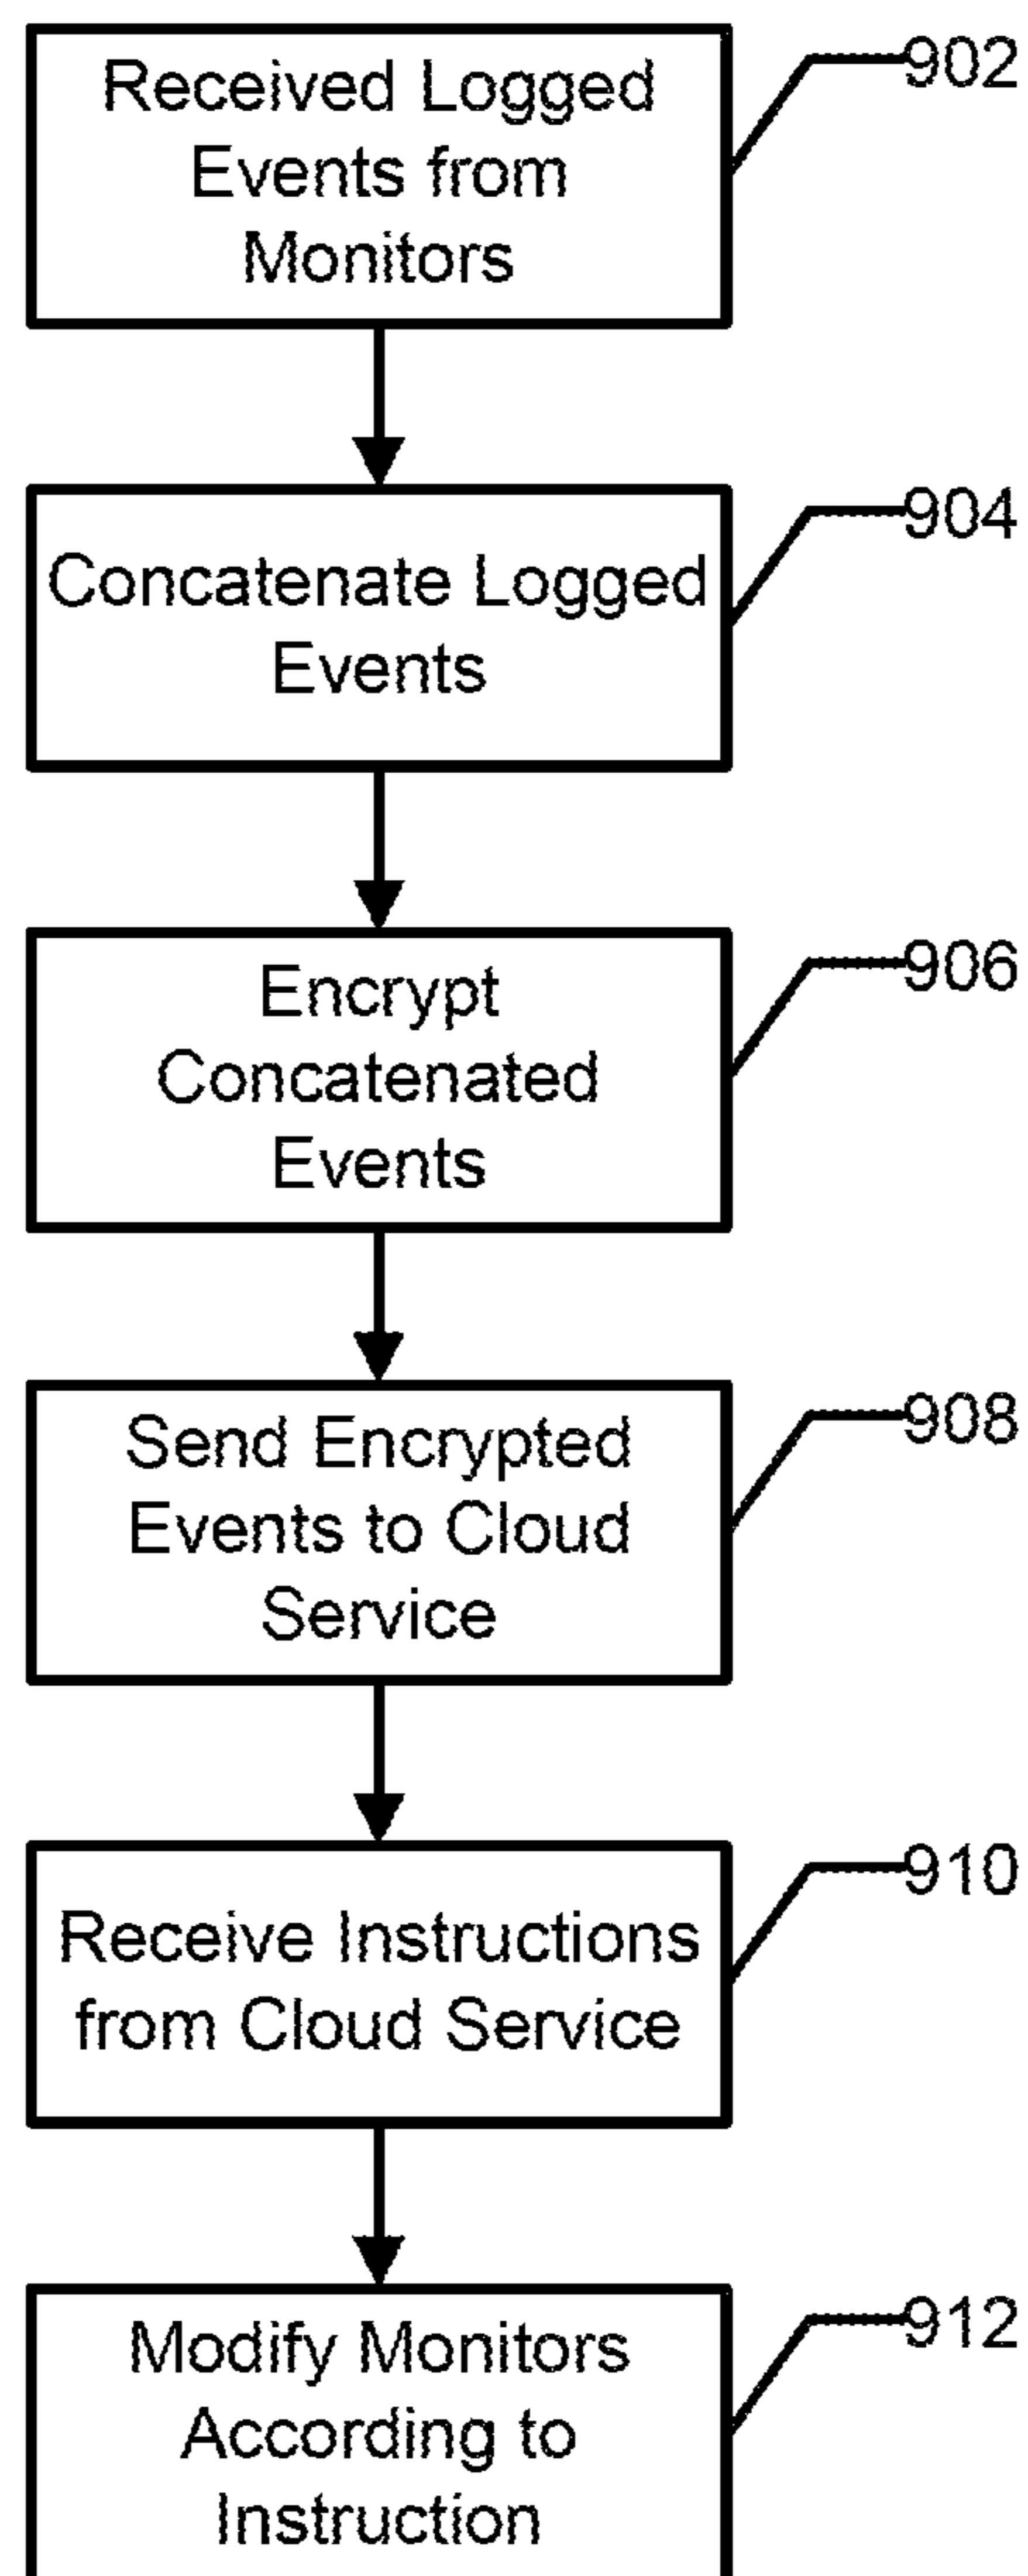 Received Logged
Events from
Monitors
902
Concatenate Logged
Events
904
Encrypt
Concatenated
Events
906
Send Encrypted
Events to Cloud
Service
908
Receive Instructions
from Cloud Service
910
Modify Monitors
According to
Instruction
912